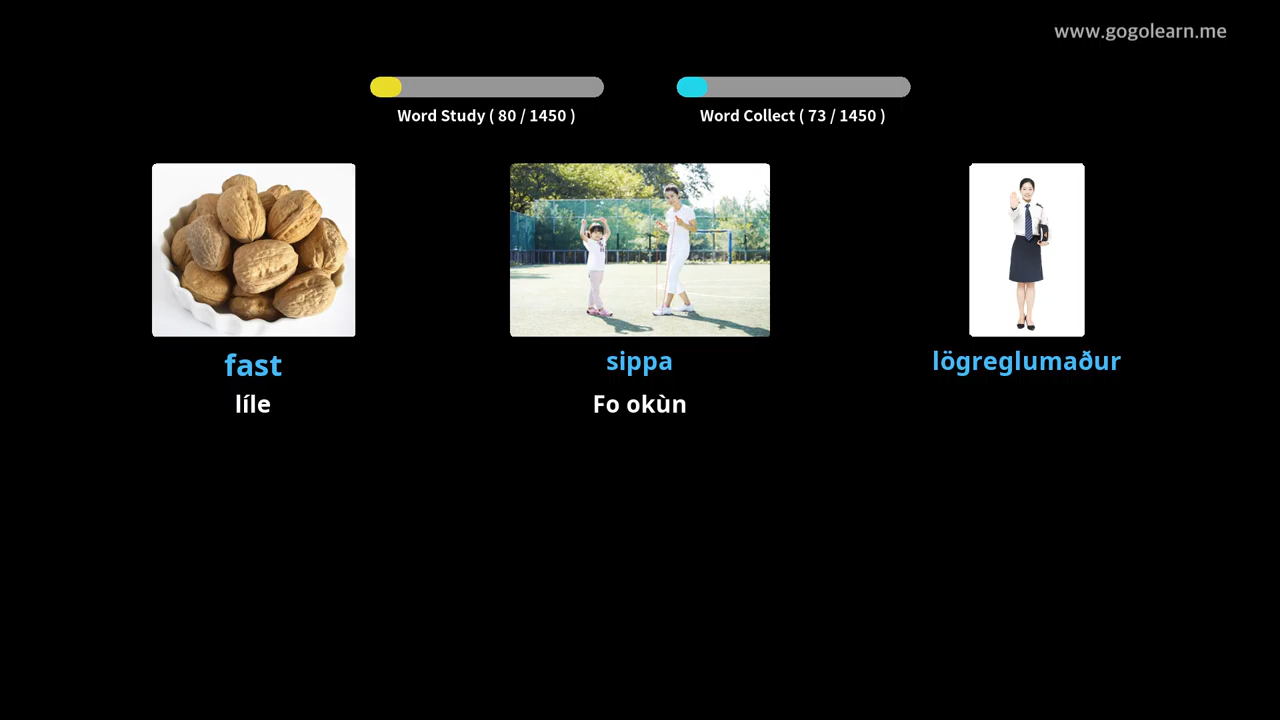 www.gogolearn.me
Word Study ( 80 / 1450 )
Word Collect ( 73 / 1450 )
fast
sippa
lögreglumaður
líle
Fo okùn